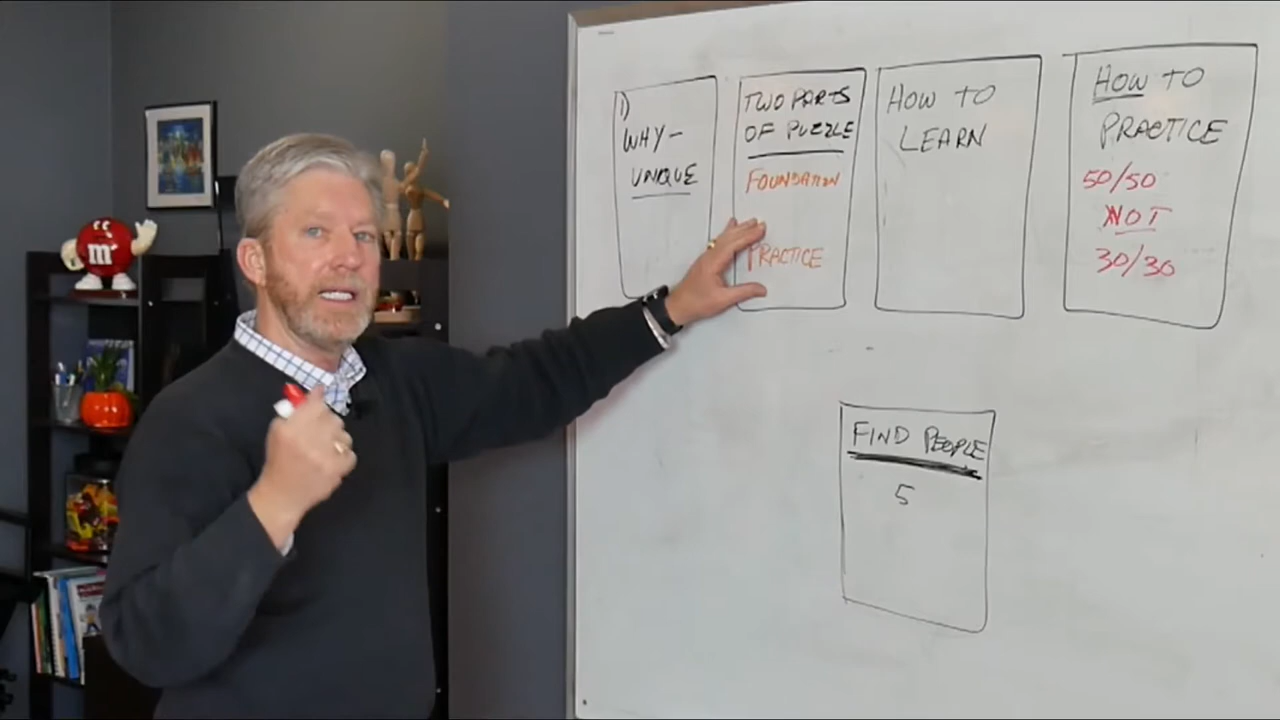 1)
WHY-
UNIQUE
TWO PARTS
OF PUZZLE
FOUNDATION
PRACTICE
HOW TO
LEARN
HOW TO
PRACTICE
50/50
NOT
30/30
FIND PEOPLE
5
m